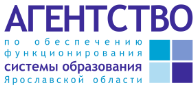 АГЕНТСТВО
по обеспечению
функционирования
системы образования
Ярославской области